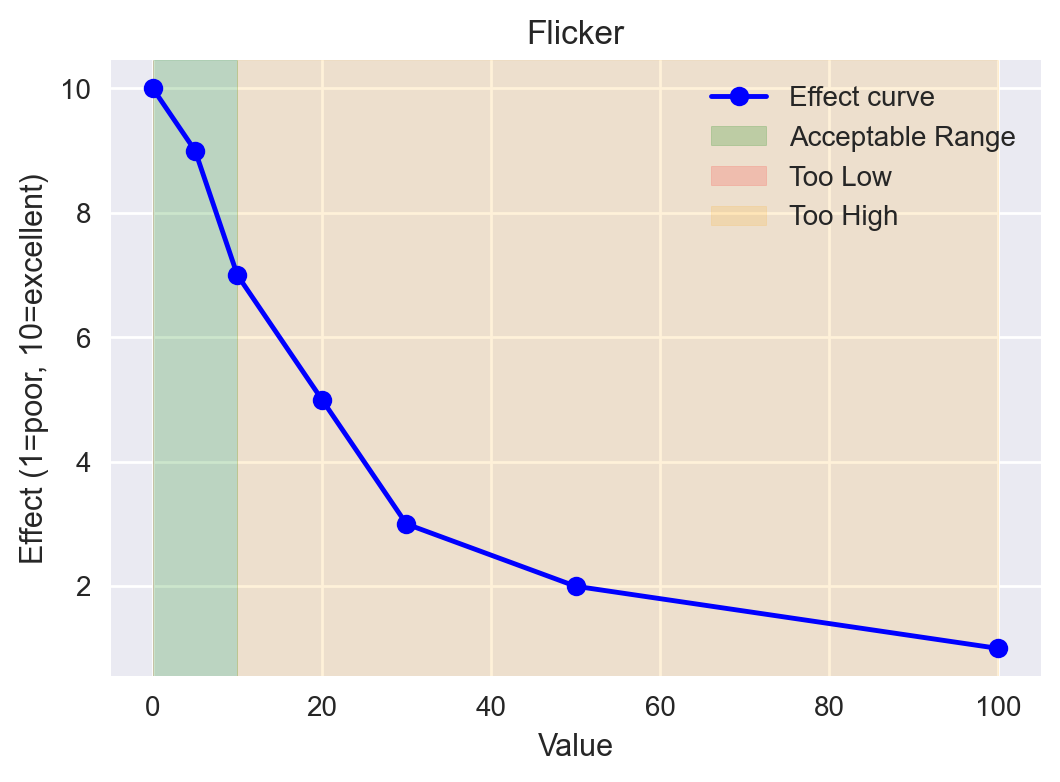 Flicker
Effect (1=poor, 10=excellent)
10
8
6
4
2
Effect curve
Acceptable Range
Too Low
Too High
0 20 40 60 80 100
Value